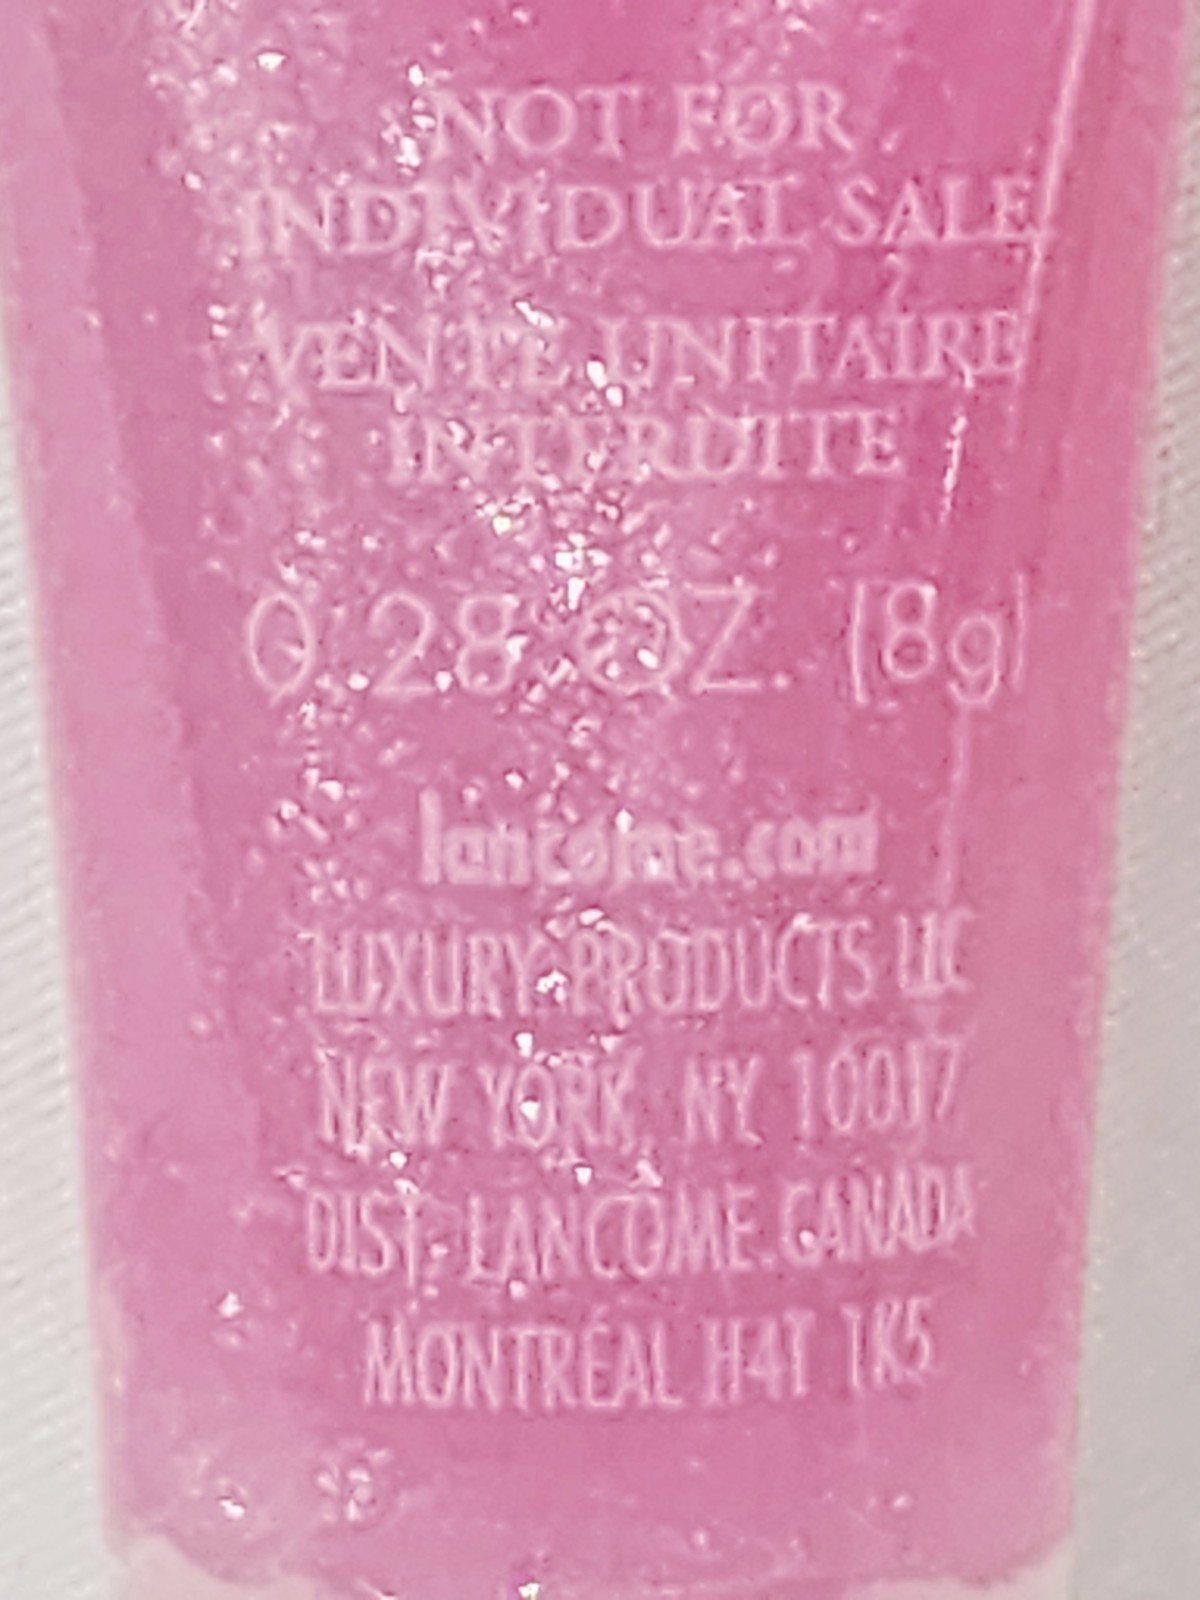 NOT FOR
INDIVIDUAL SALE
VENTE UNITAIRE
INTERDITE
0.28 OZ. (8g)
lancome.com
LUXURY PRODUCTS LLC
NEW YORK, NY 10017
DIST. LANCOME CANADA
MONTRÉAL H4T 1K5